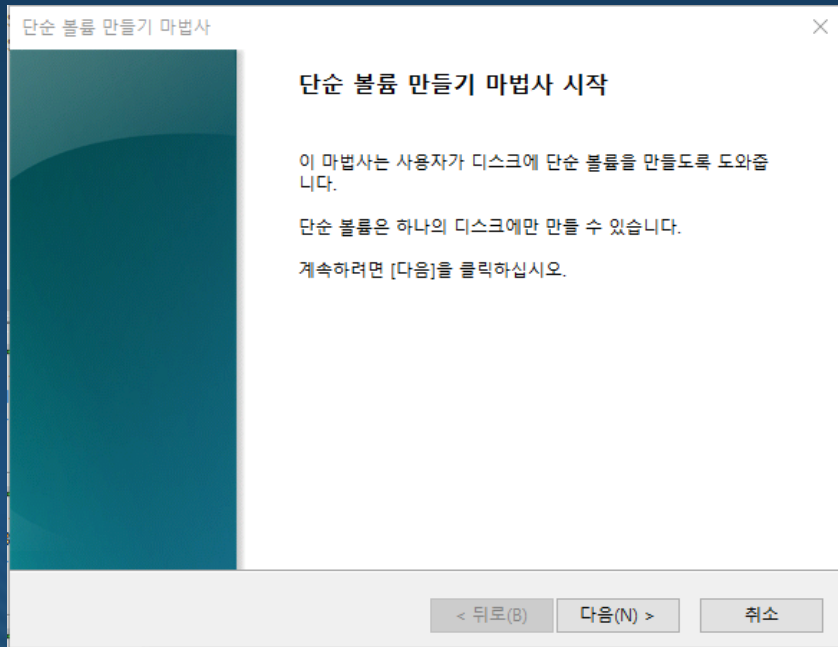 단순 볼륨 만들기 마법사
단순 볼륨 만들기 마법사 시작
이 마법사는 사용자가 디스크에 단순 볼륨을 만들도록 도와줍
니다.
단순 볼륨은 하나의 디스크에만 만들 수 있습니다.
계속하려면 [다음]을 클릭하십시오.
< 뒤로(B) 다음(N) > 취소